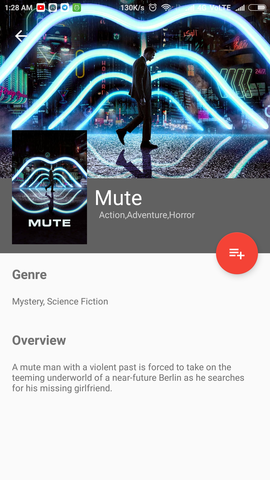 1:28 AM 130K/s LTE
MUTE
Mute
Action,Adventure,Horror
Genre
Mystery, Science Fiction
Overview
A mute man with a violent past is forced to take on the
teeming underworld of a near-future Berlin as he searches
for his missing girlfriend.